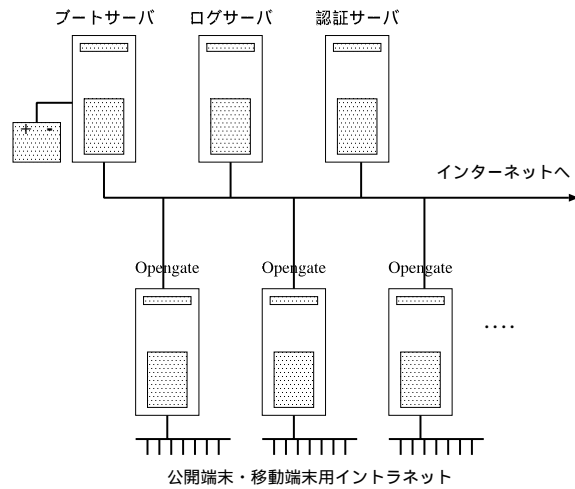 ブートサーバ ログサーバ 認証サーバ
+ -
インターネットへ
Opengate Opengate Opengate
....
公開端末・移動端末用イントラネット